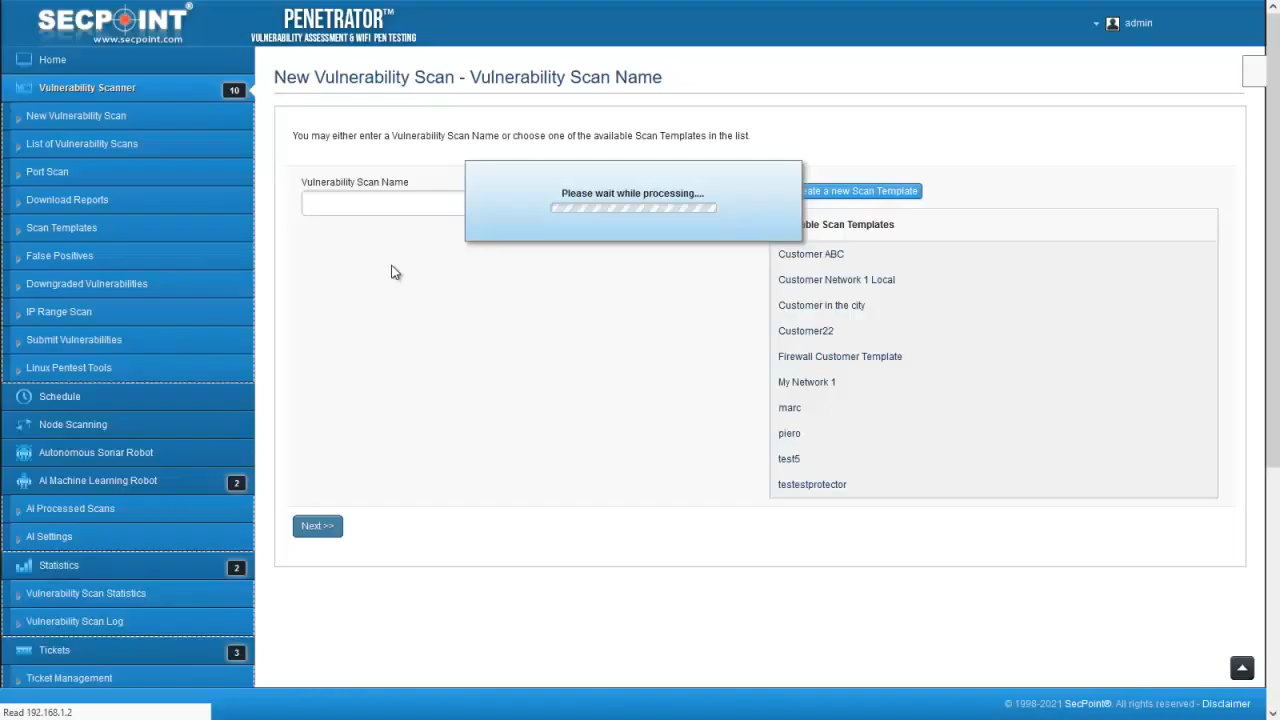 SECPOINT®
www.secpoint.com
PENETRATOR™
VULNERABILITY ASSESSMENT & WIFI PEN TESTING
admin
Home
Vulnerability Scanner 10
New Vulnerability Scan
List of Vulnerability Scans
Port Scan
Download Reports
Scan Templates
False Positives
Downgraded Vulnerabilities
IP Range Scan
Submit Vulnerabilities
Linux Pentest Tools
Schedule
Node Scanning
Autonomous Sonar Robot
AI Machine Learning Robot 2
AI Processed Scans
AI Settings
Statistics 2
Vulnerability Scan Statistics
Vulnerability Scan Log
Tickets 3
Ticket Management
New Vulnerability Scan - Vulnerability Scan Name
You may either enter a Vulnerability Scan Name or choose one of the available Scan Templates in the list.
Vulnerability Scan Name
Please wait while processing....
a new Scan Template
Scan Templates
Customer ABC
Customer Network 1 Local
Customer in the city
Customer22
Firewall Customer Template
My Network 1
marc
piero
test5
testestprotector
Next >>
© 1998-2021 SecPoint®. All rights reserved - Disclaimer
Read 192.168.1.2